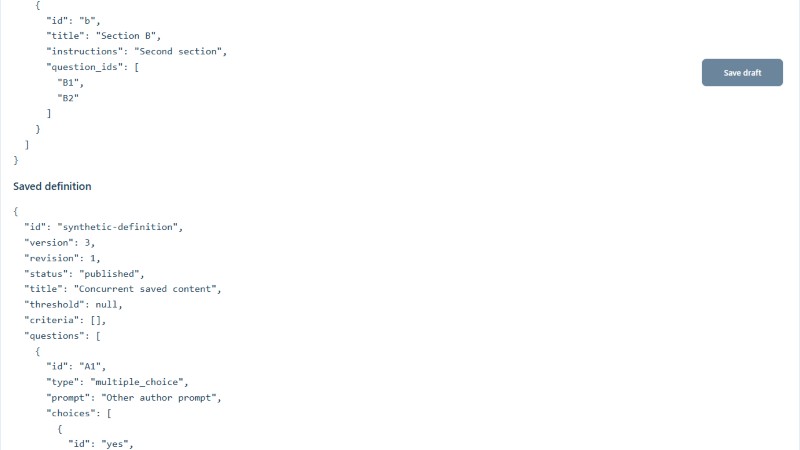 {
"id": "b",
"title": "Section B",
"instructions": "Second section",
"question_ids": [
"B1",
"B2"
]
}
]
}
Save draft
Saved definition
{
"id": "synthetic-definition",
"version": 3,
"revision": 1,
"status": "published",
"title": "Concurrent saved content",
"threshold": null,
"criteria": [],
"questions": [
{
"id": "A1",
"type": "multiple_choice",
"prompt": "Other author prompt",
"choices": [
{
"id": "yes",